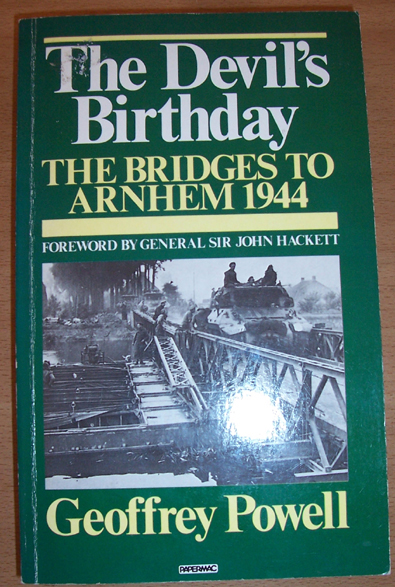 The Devil's
Birthday
THE BRIDGES TO
ARNHEM 1944
FOREWORD BY GENERAL SIR JOHN HACKETT
Geoffrey Powell
PAPERMAC